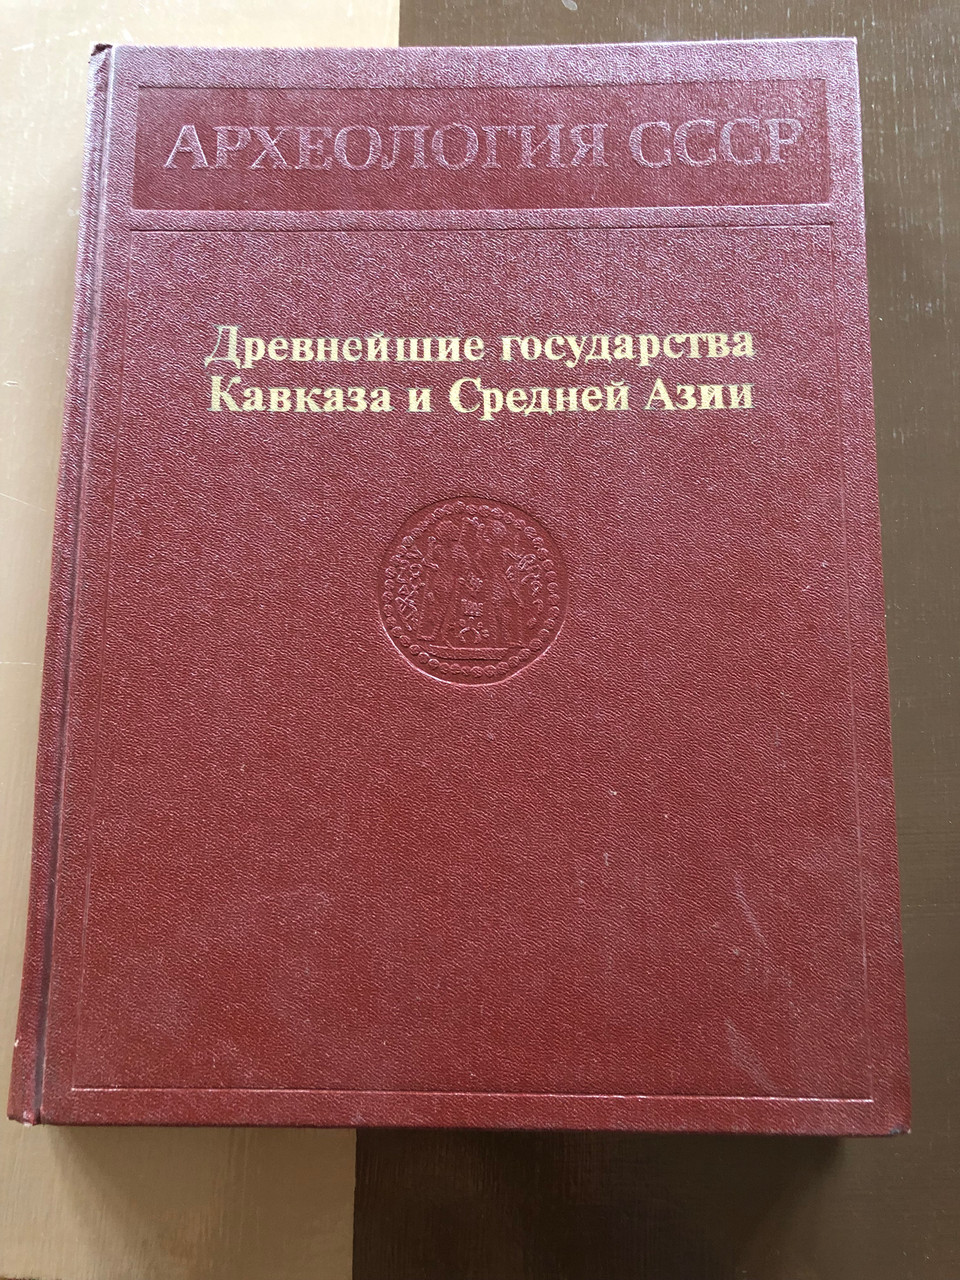 АРХЕОЛОГИЯ СССР
Древнейшие государства
Кавказа и Средней Азии